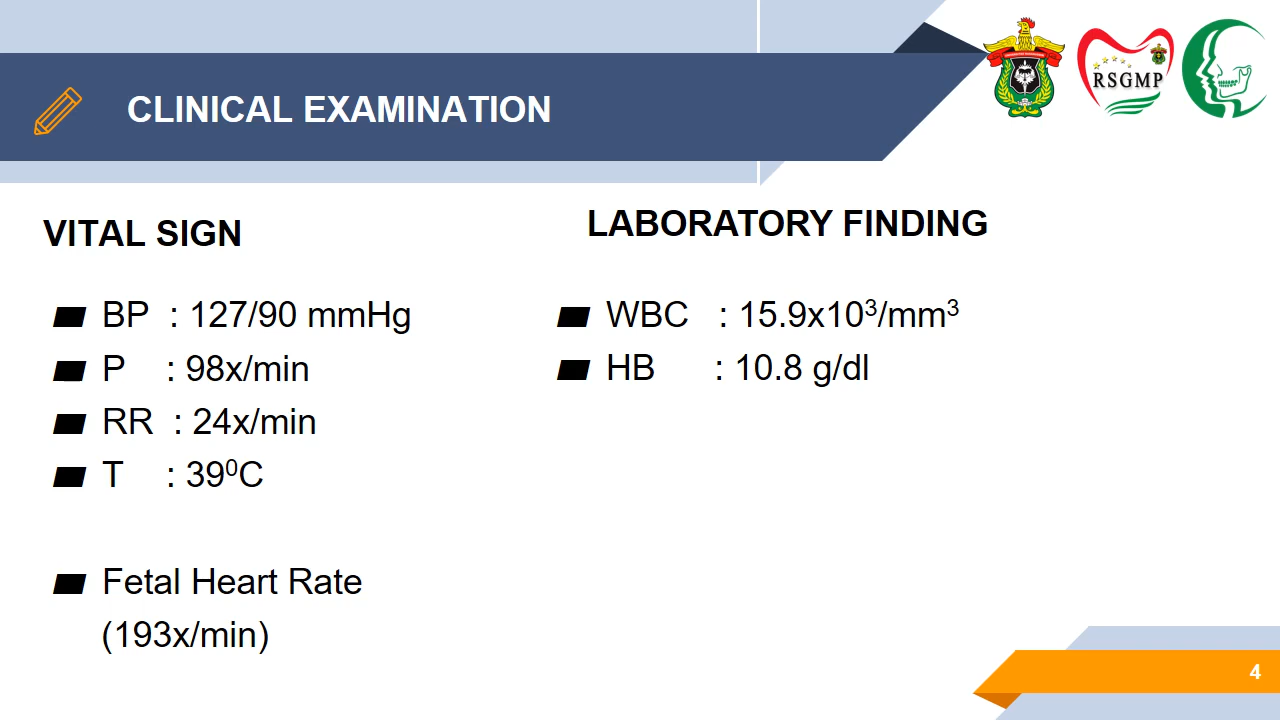 CLINICAL EXAMINATION
RSGMP
VITAL SIGN
BP : 127/90 mmHg
P : 98x/min
RR : 24x/min
T : 39⁰C
Fetal Heart Rate
(193x/min)
LABORATORY FINDING
WBC : 15.9x10³/mm³
HB : 10.8 g/dl
4